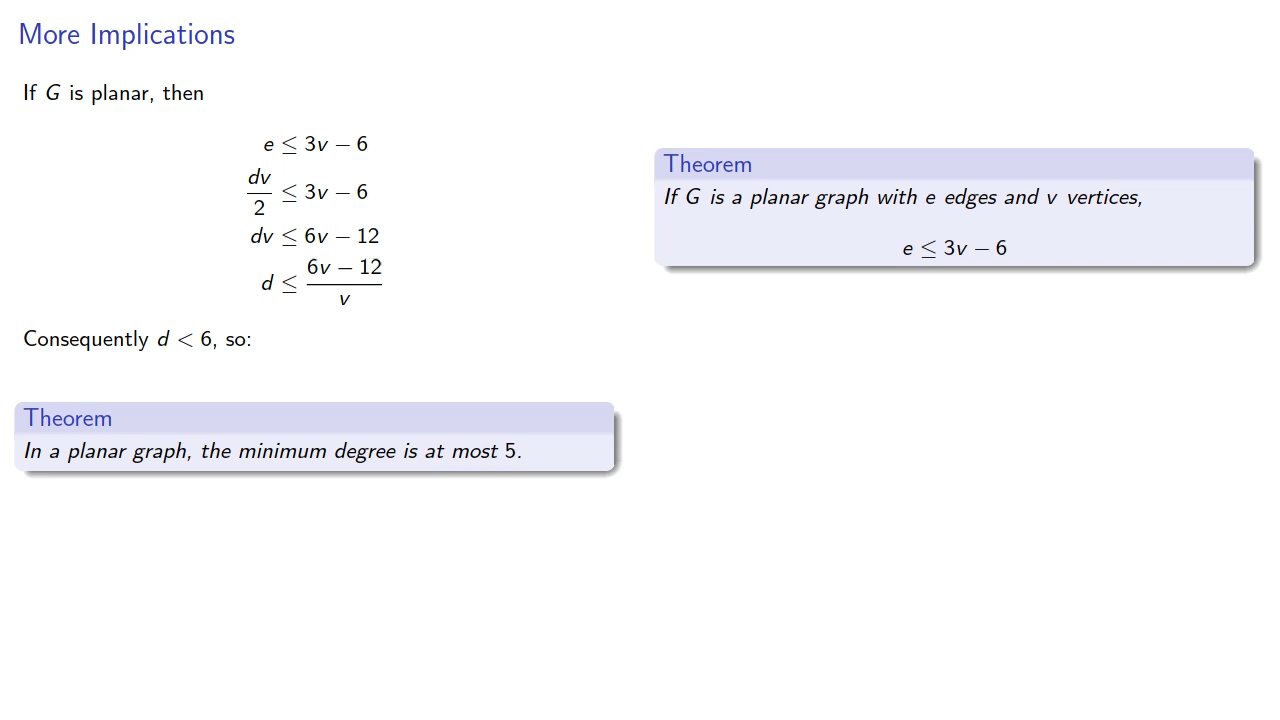 More Implications
If G is planar, then
e ≤ 3v − 6
dv/2 ≤ 3v − 6
dv ≤ 6v − 12
d ≤ (6v − 12)/v
Consequently d < 6, so:
Theorem
In a planar graph, the minimum degree is at most 5.
Theorem
If G is a planar graph with e edges and v vertices,
e ≤ 3v − 6